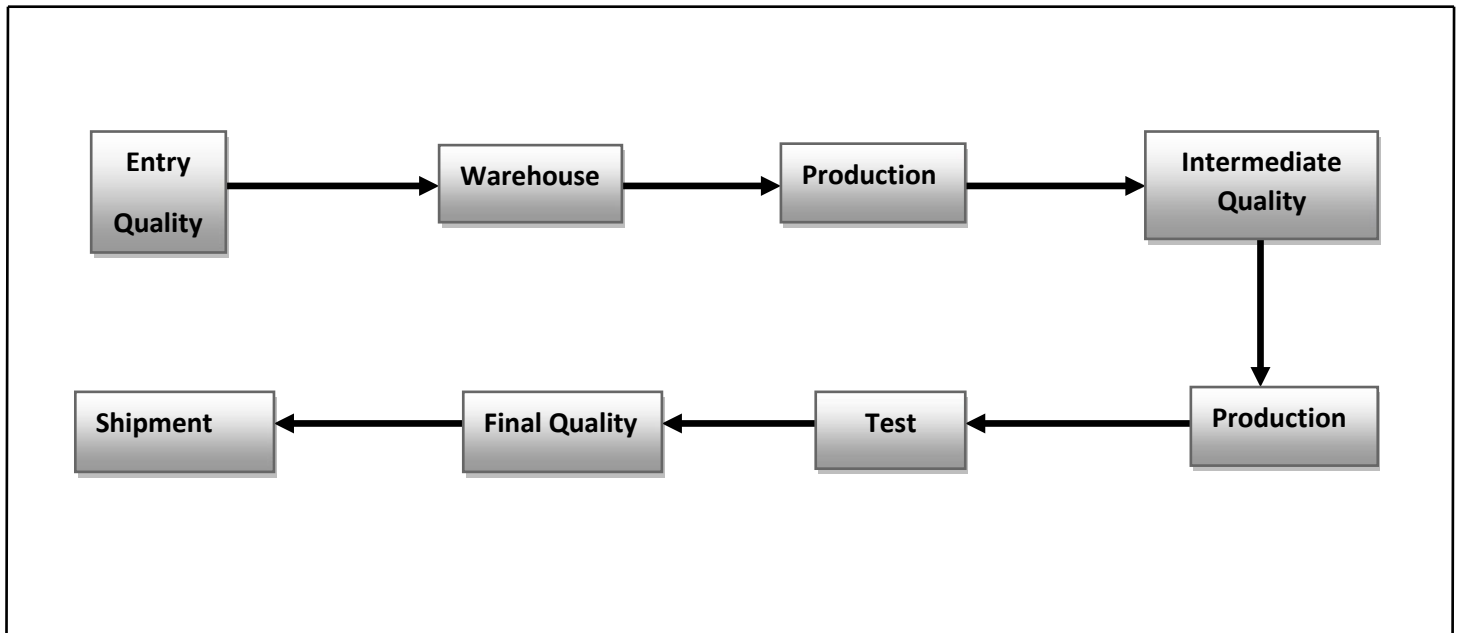 Entry
Quality
Warehouse
Production
Intermediate
Quality
Production
Test
Final Quality
Shipment